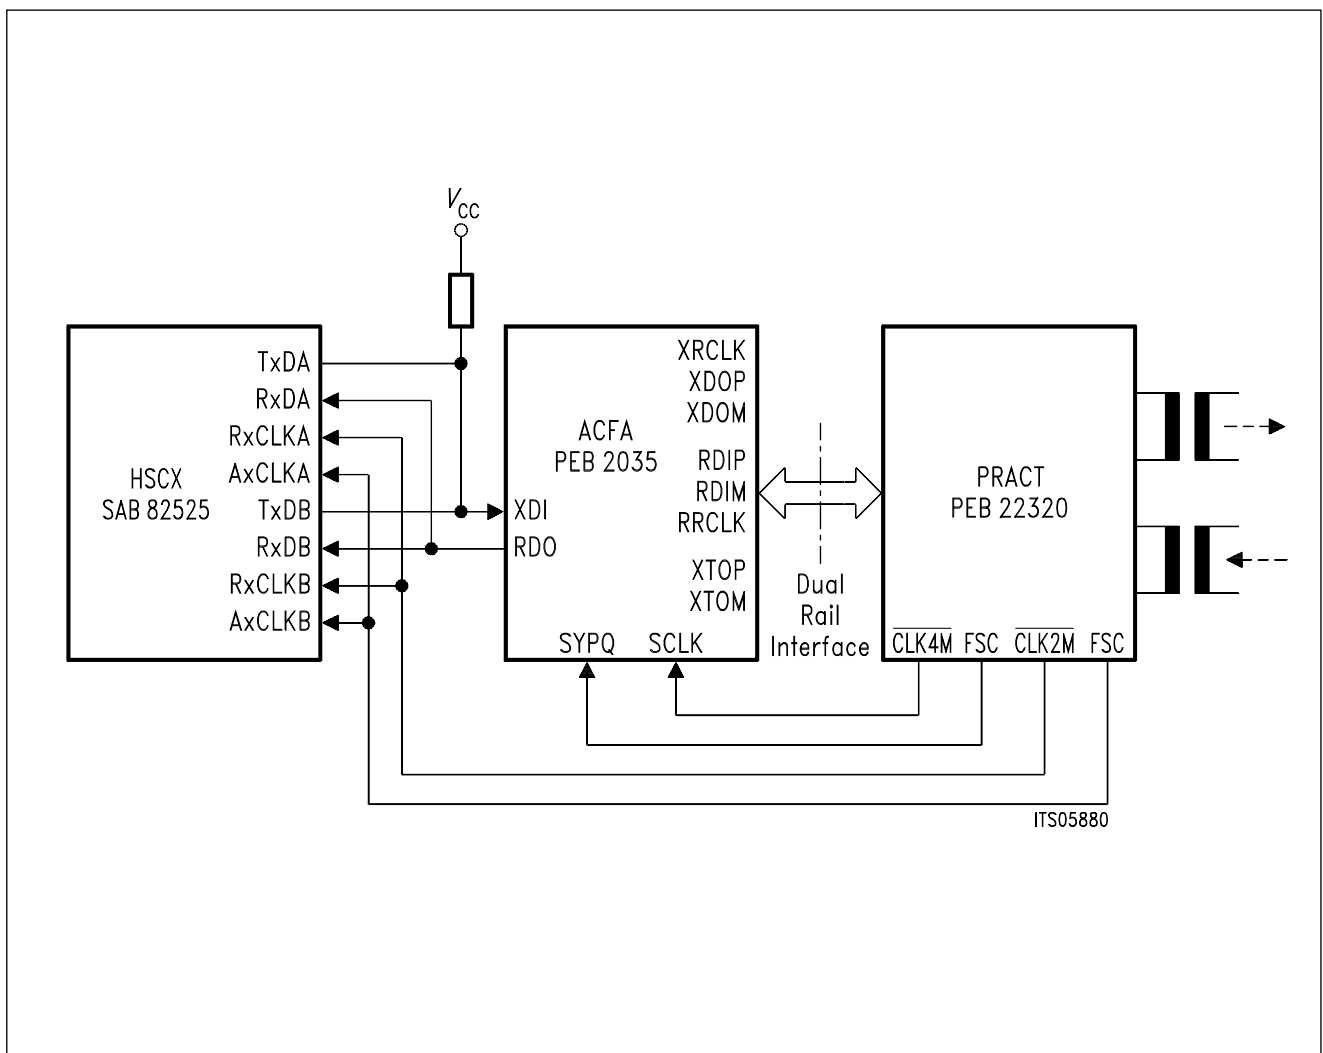 VCC
HSCX
SAB 82525
TxDA
RxDA
RxCLKA
AxCLKA
TxDB
RxDB
RxCLKB
AxCLKB
ACFA
PEB 2035
XDI
RDO
XRCLK
XDOP
XDOM
RDIP
RDIM
RRCLK
XTOP
XTOM
SYPQ SCLK
Dual
Rail
Interface
PRACT
PEB 22320
CLK4M FSC CLK2M FSC
ITS05880